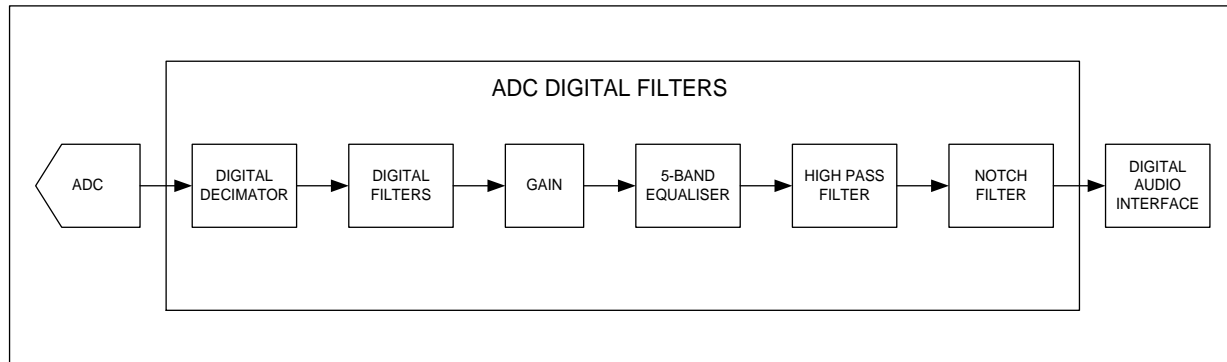 ADC DIGITAL FILTERS
ADC
DIGITAL
DECIMATOR
DIGITAL
FILTERS
GAIN
5-BAND
EQUALISER
HIGH PASS
FILTER
NOTCH
FILTER
DIGITAL
AUDIO
INTERFACE